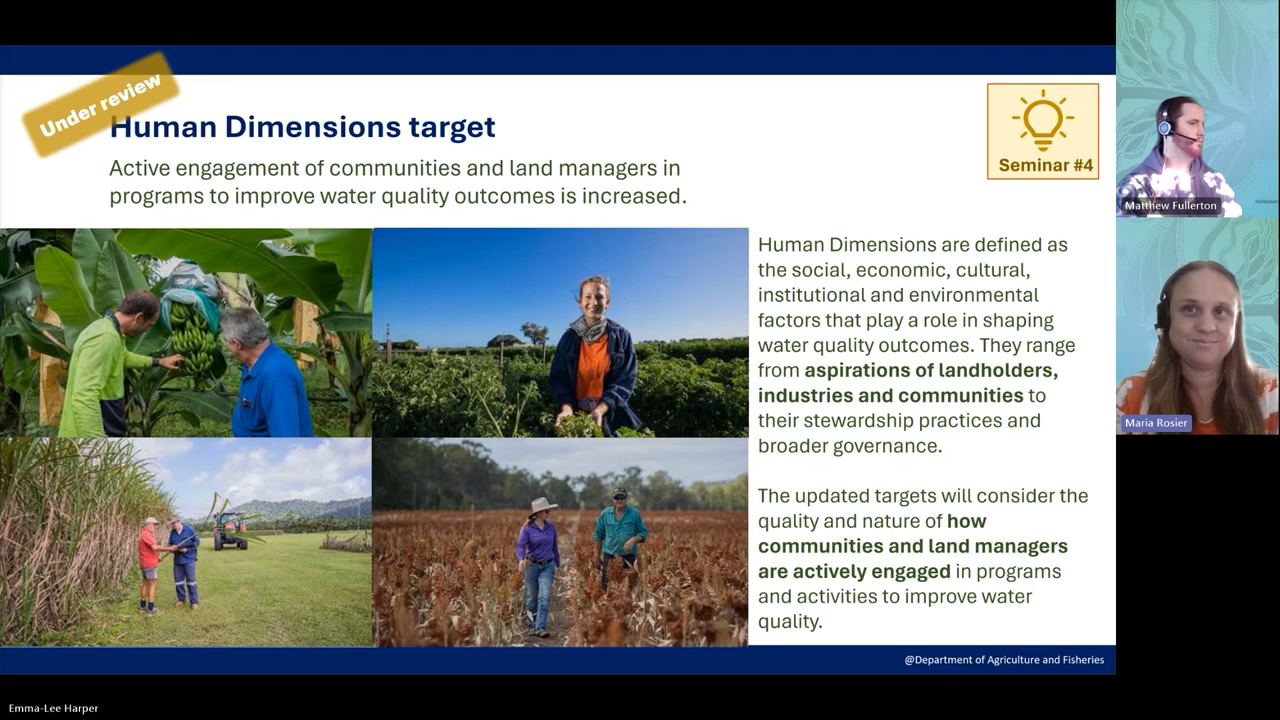 Under review
Human Dimensions target
Active engagement of communities and land managers in
programs to improve water quality outcomes is increased.
Seminar #4
Human Dimensions are defined as
the social, economic, cultural,
institutional and environmental
factors that play a role in shaping
water quality outcomes. They range
from aspirations of landholders,
industries and communities to
their stewardship practices and
broader governance.
The updated targets will consider the
quality and nature of how
communities and land managers
are actively engaged in programs
and activities to improve water
quality.
@Department of Agriculture and Fisheries
Matthew Fullerton
Maria Rosier
Emma-Lee Harper